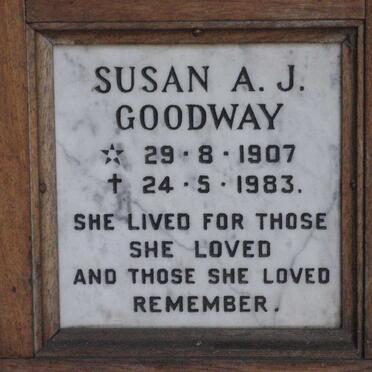 SUSAN A. J.
GOODWAY
☆ 29 · 8 · 1907
† 24 · 5 · 1983.
SHE LIVED FOR THOSE
SHE LOVED
AND THOSE SHE LOVED
REMEMBER.